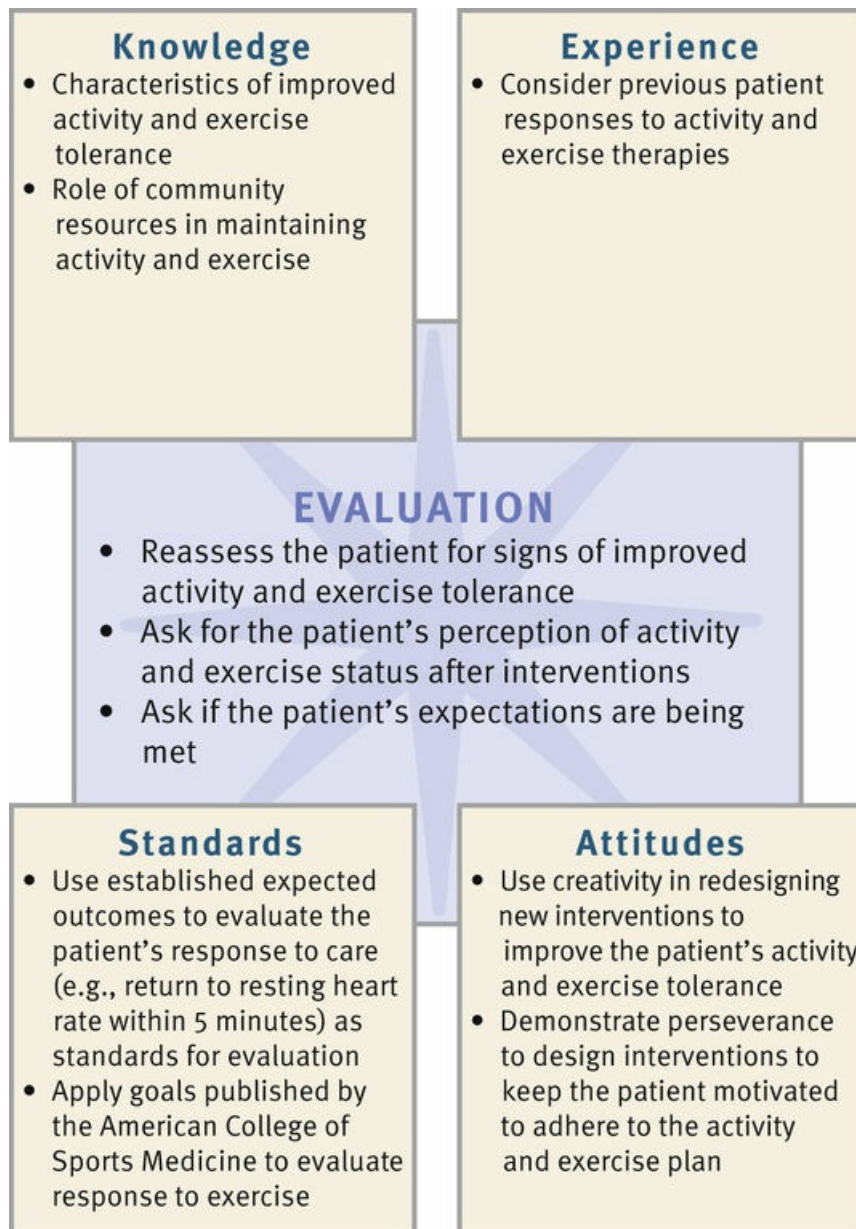 Knowledge
• Characteristics of improved
activity and exercise
tolerance
• Role of community
resources in maintaining
activity and exercise
Experience
• Consider previous patient
responses to activity and
exercise therapies
EVALUATION
• Reassess the patient for signs of improved
activity and exercise tolerance
• Ask for the patient’s perception of activity
and exercise status after interventions
• Ask if the patient’s expectations are being
met
Standards
• Use established expected
outcomes to evaluate the
patient’s response to care
(e.g., return to resting heart
rate within 5 minutes) as
standards for evaluation
• Apply goals published by
the American College of
Sports Medicine to evaluate
response to exercise
Attitudes
• Use creativity in redesigning
new interventions to
improve the patient’s activity
and exercise tolerance
• Demonstrate perseverance
to design interventions to
keep the patient motivated
to adhere to the activity
and exercise plan